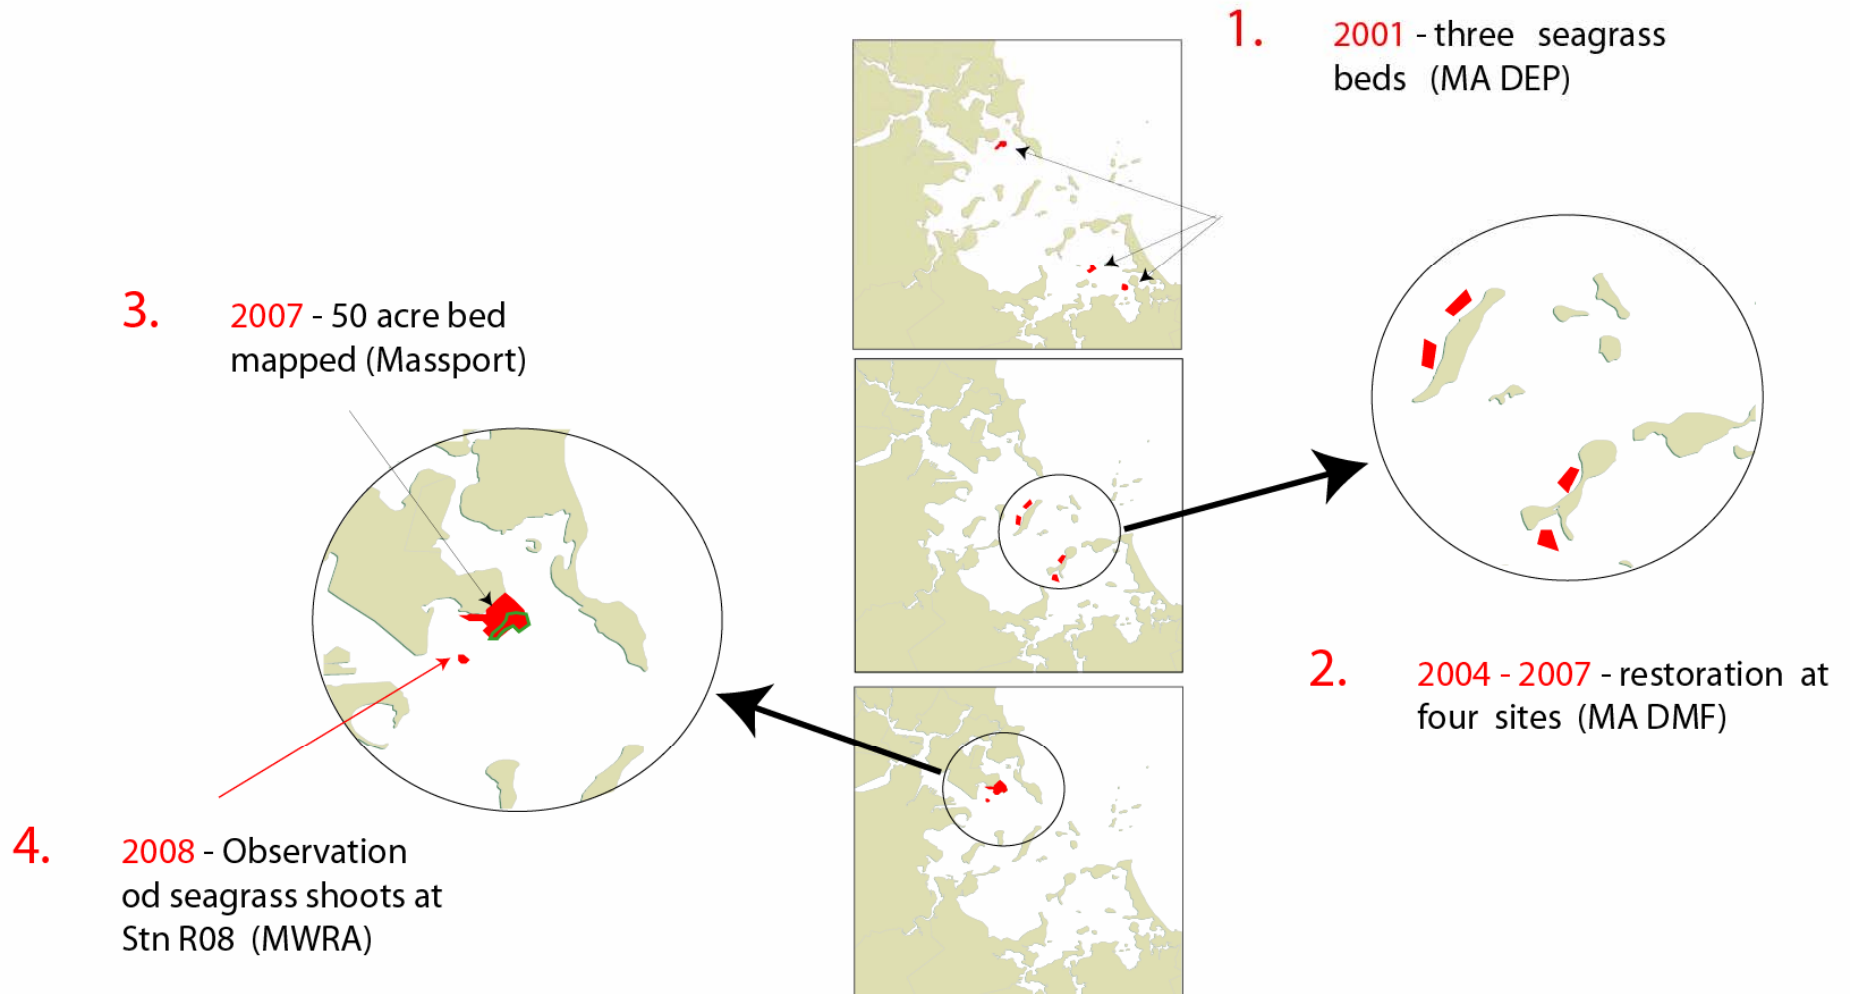 1. 2001 - three seagrass
beds (MA DEP)
2. 2004 - 2007 - restoration at
four sites (MA DMF)
3. 2007 - 50 acre bed
mapped (Massport)
4. 2008 - Observation
od seagrass shoots at
Stn R08 (MWRA)